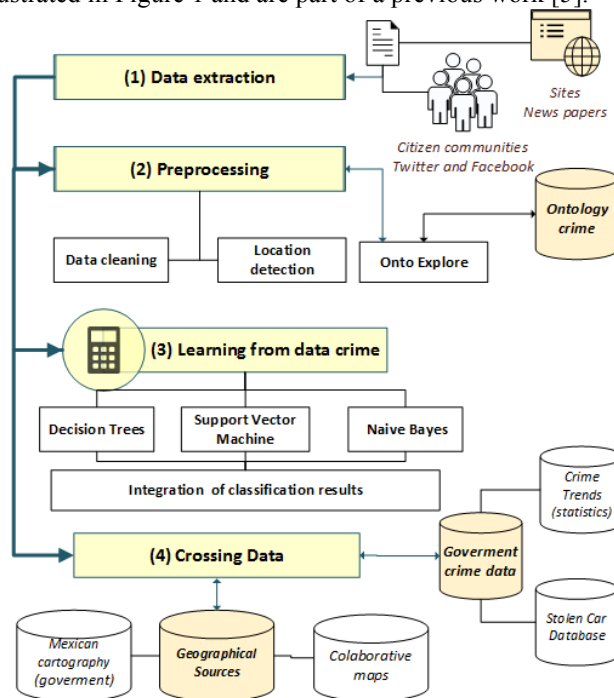 ustrated in Figure 1 and are part of a previous work [5].
(1) Data extraction
Sites
News papers
Citizen communities
Twitter and Facebook
(2) Preprocessing
Ontology
crime
Data cleaning
Location
detection
Onto Explore
(3) Learning from data crime
Decision Trees
Support Vector
Machine
Naive Bayes
Integration of classification results
Crime
Trends
(statistics)
(4) Crossing Data
Goverment
crime data
Stolen Car
Database
Mexican
cartography
(goverment)
Geographical
Sources
Colaborative
maps